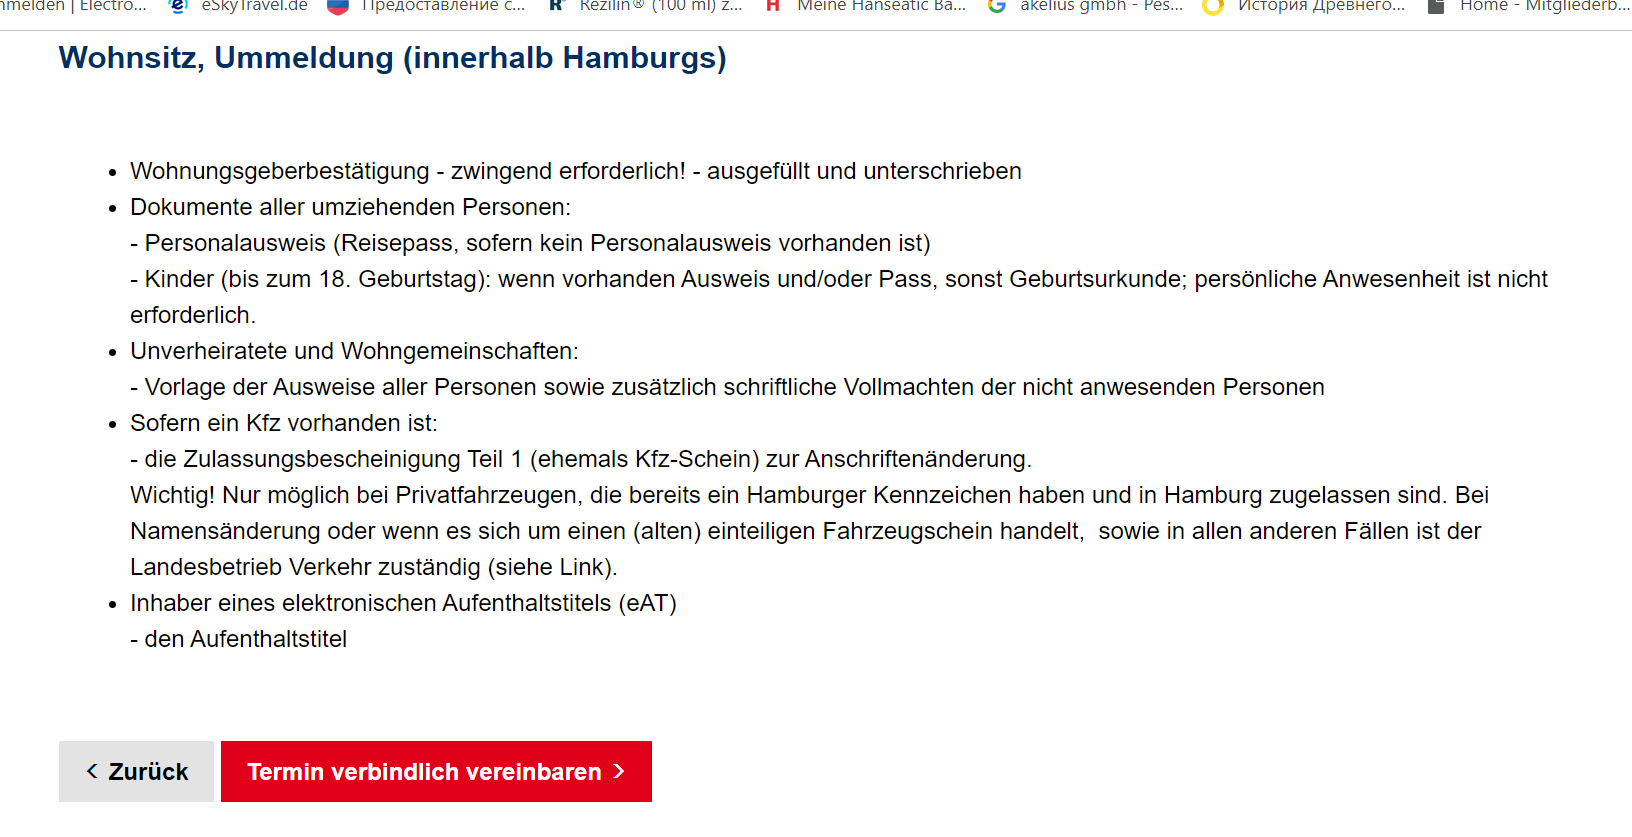 | Electro... eSkyTravel.de Предоставление с... Rezilin® (100 ml) z... Meine Hanseatic Ba... akelius gmbh - Pes... История Древнего... Home - Mitgliederb...
Wohnsitz, Ummeldung (innerhalb Hamburgs)
• Wohnungsgeberbestätigung - zwingend erforderlich! - ausgefüllt und unterschrieben
• Dokumente aller umziehenden Personen:
- Personalausweis (Reisepass, sofern kein Personalausweis vorhanden ist)
- Kinder (bis zum 18. Geburtstag): wenn vorhanden Ausweis und/oder Pass, sonst Geburtsurkunde; persönliche Anwesenheit ist nicht
erforderlich.
• Unverheiratete und Wohngemeinschaften:
- Vorlage der Ausweise aller Personen sowie zusätzlich schriftliche Vollmachten der nicht anwesenden Personen
• Sofern ein Kfz vorhanden ist:
- die Zulassungsbescheinigung Teil 1 (ehemals Kfz-Schein) zur Anschriftenänderung.
Wichtig! Nur möglich bei Privatfahrzeugen, die bereits ein Hamburger Kennzeichen haben und in Hamburg zugelassen sind. Bei
Namensänderung oder wenn es sich um einen (alten) einteiligen Fahrzeugschein handelt,  sowie in allen anderen Fällen ist der
Landesbetrieb Verkehr zuständig (siehe Link).
• Inhaber eines elektronischen Aufenthaltstitels (eAT)
- den Aufenthaltstitel
< Zurück Termin verbindlich vereinbaren >